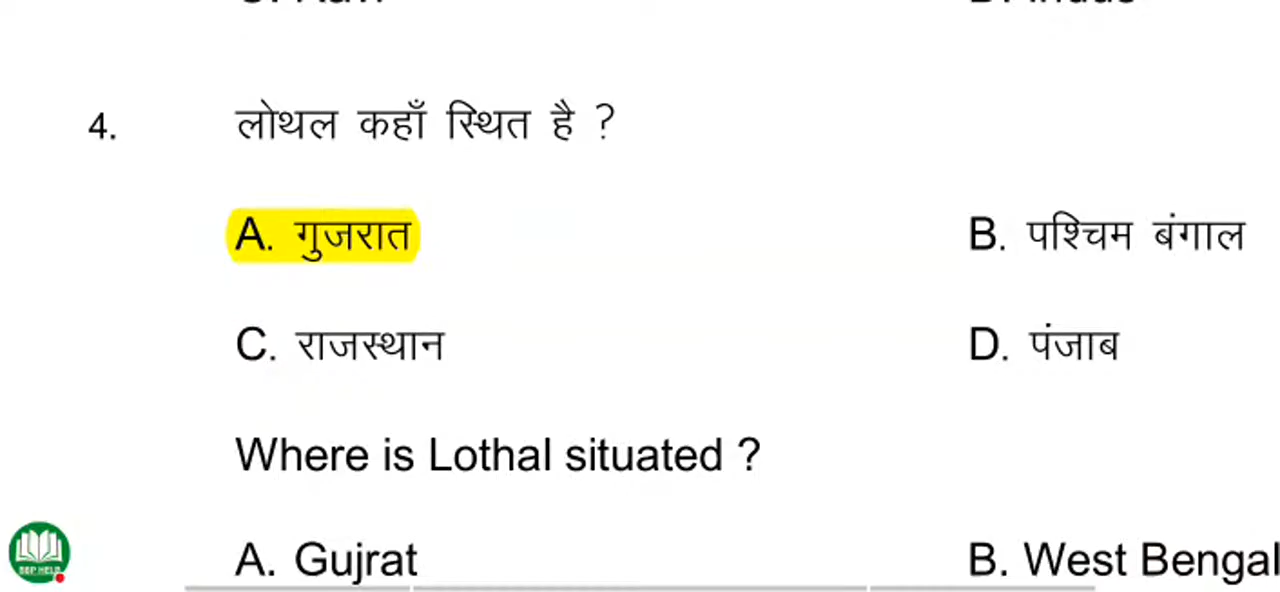 4. लोथल कहाँ स्थित है ?
A. गुजरात B. पश्चिम बंगाल
C. राजस्थान D. पंजाब
Where is Lothal situated ?
A. Gujrat B. West Bengal